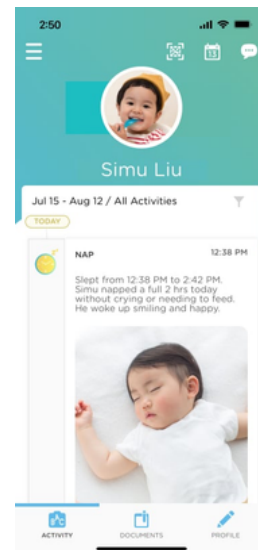 2:50
13
Simu Liu
Jul 15 - Aug 12 / All Activities
TODAY
NAP
12:38 PM
Slept from 12:38 PM to 2:42 PM.
Simu napped a full 2 hrs today
without crying or needing to feed.
He woke up smiling and happy.
ACTIVITY
DOCUMENTS
PROFILE